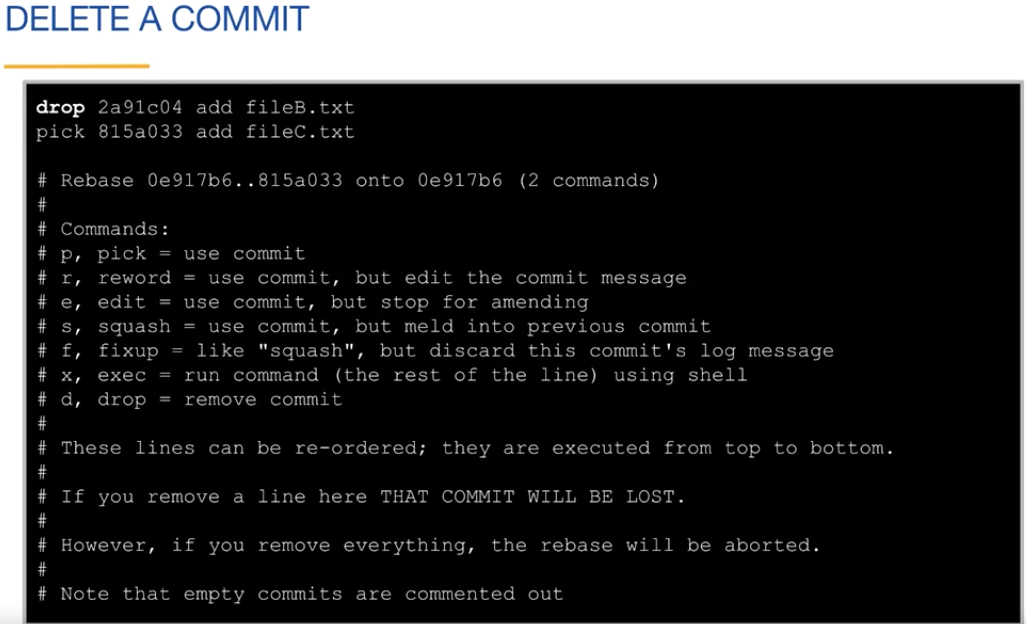 DELETE A COMMIT
drop 2a91c04 add fileB.txt
pick 815a033 add fileC.txt
# Rebase 0e917b6..815a033 onto 0e917b6 (2 commands)
#
# Commands:
# p, pick = use commit
# r, reword = use commit, but edit the commit message
# e, edit = use commit, but stop for amending
# s, squash = use commit, but meld into previous commit
# f, fixup = like "squash", but discard this commit's log message
# x, exec = run command (the rest of the line) using shell
# d, drop = remove commit
#
# These lines can be re-ordered; they are executed from top to bottom.
#
# If you remove a line here THAT COMMIT WILL BE LOST.
#
# However, if you remove everything, the rebase will be aborted.
#
# Note that empty commits are commented out